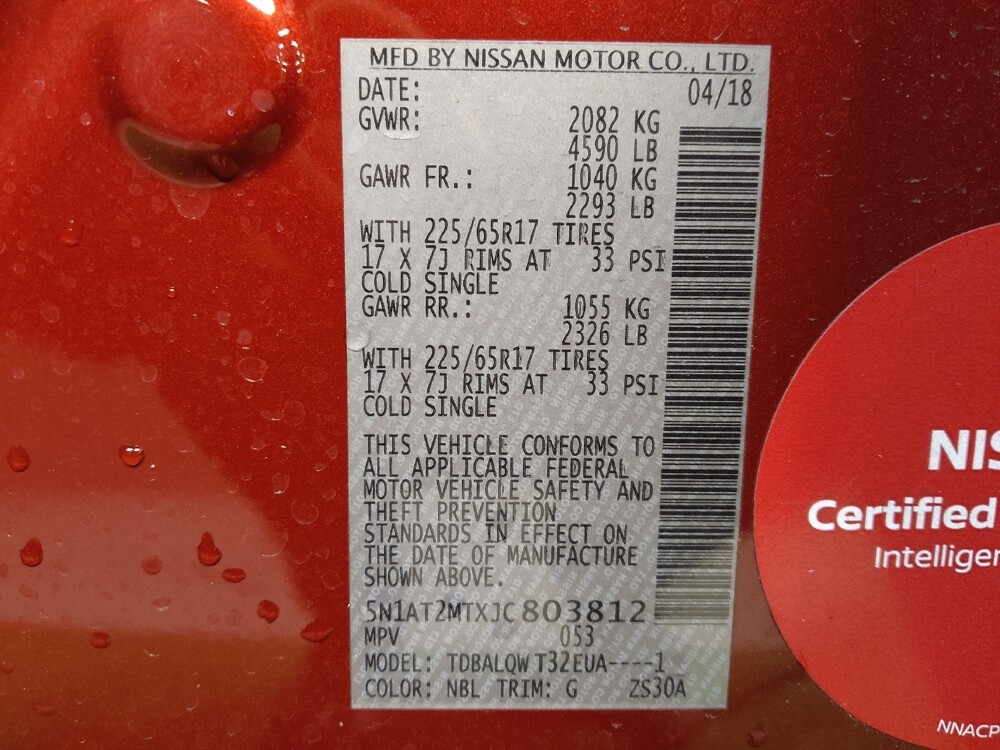 MFD BY NISSAN MOTOR CO., LTD.
DATE: 04/18
GVWR: 2082 KG
4590 LB
GAWR FR.: 1040 KG
2293 LB
WITH 225/65R17 TIRES
17 X 7J RIMS AT 33 PSI
COLD SINGLE
GAWR RR.: 1055 KG
2326 LB
WITH 225/65R17 TIRES
17 X 7J RIMS AT 33 PSI
COLD SINGLE
THIS VEHICLE CONFORMS TO
ALL APPLICABLE FEDERAL
MOTOR VEHICLE SAFETY AND
THEFT PREVENTION
STANDARDS IN EFFECT ON
THE DATE OF MANUFACTURE
SHOWN ABOVE.
5N1AT2MTXJC803812
MPV 053
MODEL: TDBALQW T32EUA----1
COLOR: NBL TRIM: G ZS30A
NIS
Certified
Intelliger
NNACP